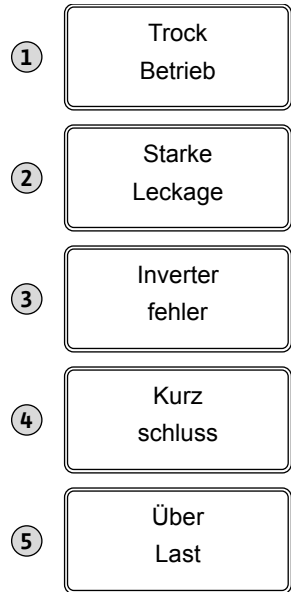 1
Trock
Betrieb
2
Starke
Leckage
3
Inverter
fehler
4
Kurz
schluss
5
Über
Last